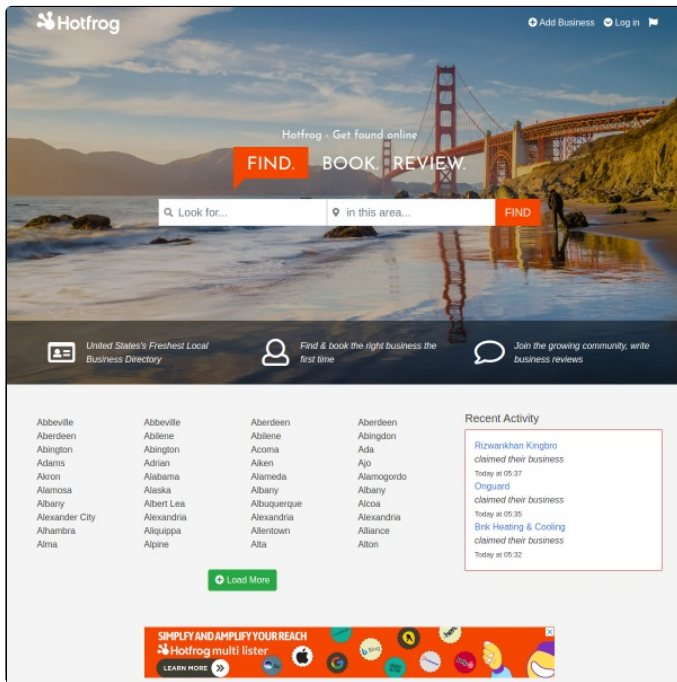 Hotfrog
Add Business Log in
Hotfrog - Get found online
FIND. BOOK. REVIEW.
Look for... in this area... FIND
United States's Freshest Local
Business Directory
Find & book the right business the
first time
Join the growing community, write
business reviews
Abbeville Abbeville Aberdeen Aberdeen
Aberdeen Abilene Abilene Abingdon
Abington Abington Acoma Ada
Adams Adrian Aiken Ajo
Akron Alabama Alameda Alamogordo
Alamosa Alaska Albany Albany
Albany Albert Lea Albuquerque Alcoa
Alexander City Alexandria Alexandria Alexandria
Alhambra Aliquippa Allentown Alliance
Alma Alpine Alta Alton
Load More
Recent Activity
Rizwankhan Kingbro
claimed their business
Today at 05:37
Onguard
claimed their business
Today at 05:35
Bnk Heating & Cooling
claimed their business
Today at 05:32
SIMPLFY AND AMPLIFY YOUR REACH
Hotfrog multi lister
LEARN MORE